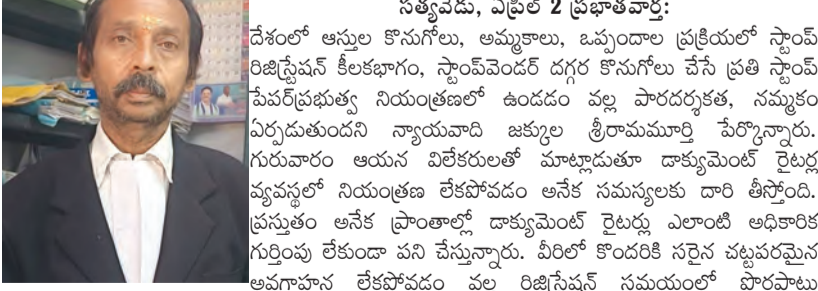 సత్యవేడు, ఏప్రిల్ 2 ప్రభాతవార్త:
దేశంలో ఆస్తుల కొనుగోలు, అమ్మకాలు, ఒప్పందాల ప్రక్రియలో స్టాంప్
రిజిస్ట్రేషన్ కీలకభాగం, స్టాంప్‌వెండర్ దగ్గర కొనుగోలు చేసే ప్రతి స్టాంప్
పేపర్‌ప్రభుత్వ నియంత్రణలో ఉండడం వల్ల పారదర్శకత, నమ్మకం
ఏర్పడుతుందని న్యాయవాది జక్కుల శ్రీరామమూర్తి పేర్కొన్నారు.
గురువారం ఆయన విలేకరులతో మాట్లాడుతూ డాక్యుమెంట్ రైటర్ల
వ్యవస్థలో నియంత్రణ లేకపోవడం అనేక సమస్యలకు దారి తీస్తోంది.
ప్రస్తుతం అనేక ప్రాంతాల్లో డాక్యుమెంట్ రైటర్లు ఎలాంటి అధికారిక
గుర్తింపు లేకుండా పని చేస్తున్నారు. వీరిలో కొందరికి సరైన చట్టపరమైన
అవగాహన లేకపోవడం వల్ల రిజిస్ట్రేషన్ సమయంలో పొరపాటు